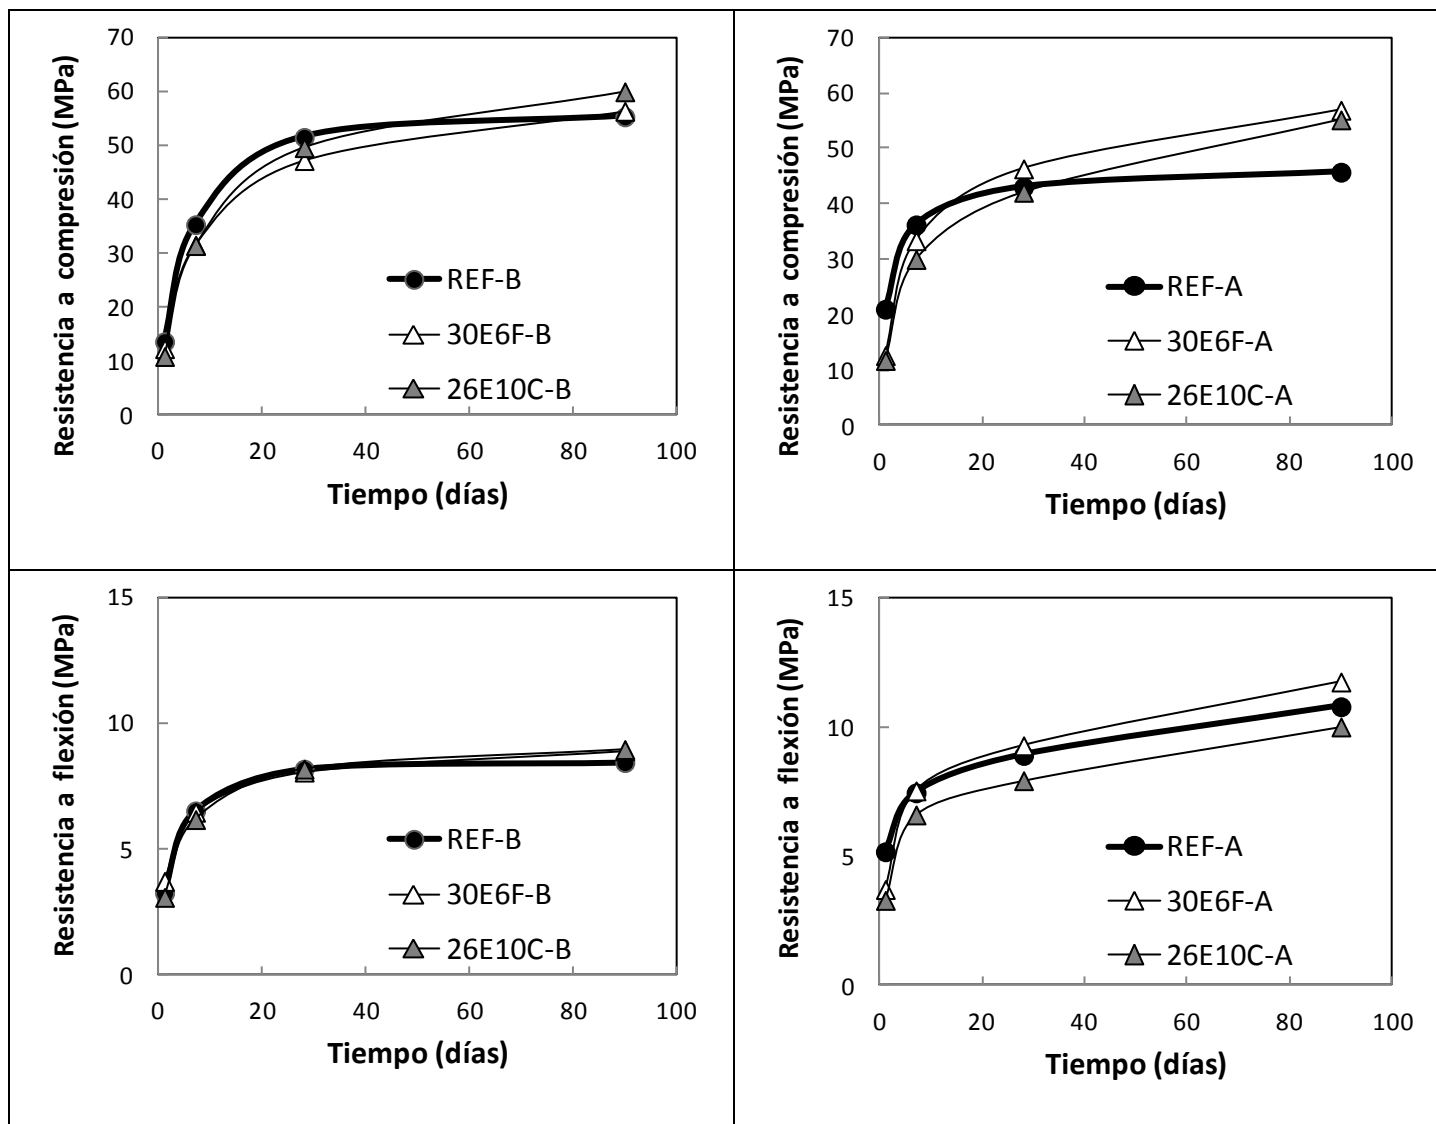 Resistencia a compresión (MPa)
70
60
50
40
30
20
10
0
REF-B
30E6F-B
26E10C-B
0 20 40 60 80 100
Tiempo (días)
Resistencia a compresión (MPa)
70
60
50
40
30
20
10
0
REF-A
30E6F-A
26E10C-A
0 20 40 60 80 100
Tiempo (días)
Resistencia a flexión (MPa)
15
10
5
0
REF-B
30E6F-B
26E10C-B
0 20 40 60 80 100
Tiempo (días)
Resistencia a flexión (MPa)
15
10
5
0
REF-A
30E6F-A
26E10C-A
0 20 40 60 80 100
Tiempo (días)